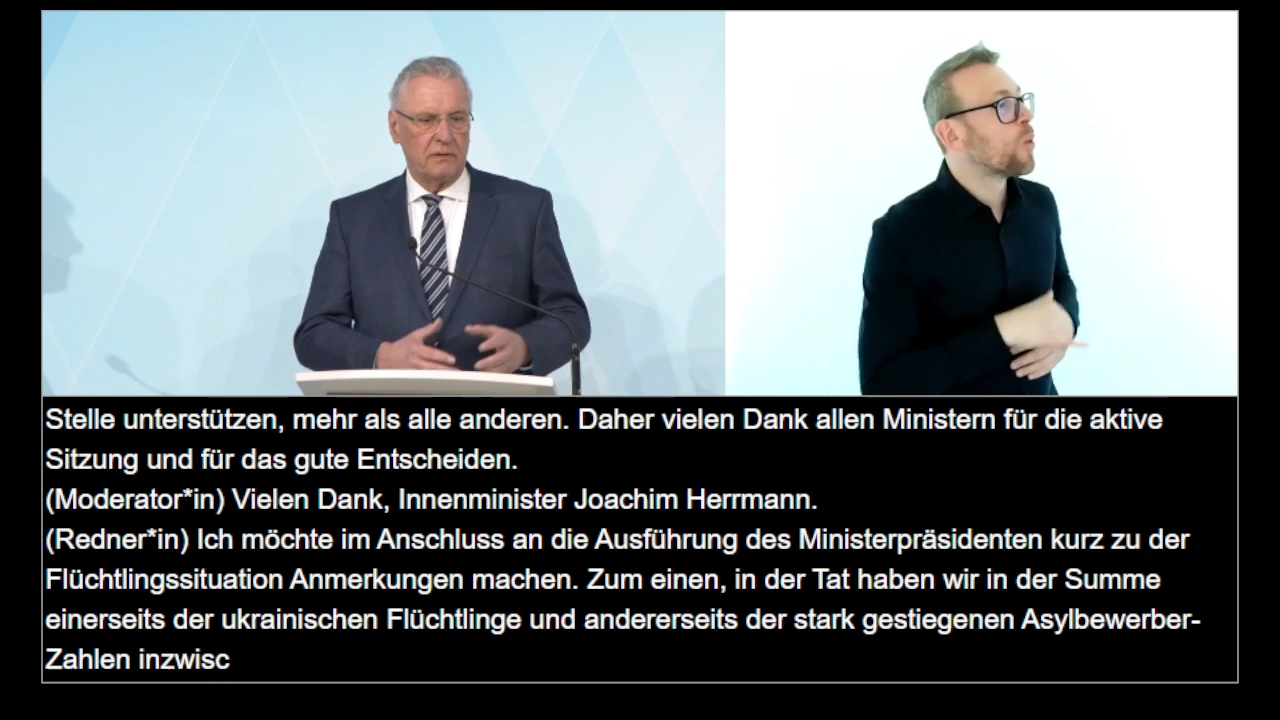 Stelle unterstützen, mehr als alle anderen. Daher vielen Dank allen Ministern für die aktive
Sitzung und für das gute Entscheiden.
(Moderator*in) Vielen Dank, Innenminister Joachim Herrmann.
(Redner*in) Ich möchte im Anschluss an die Ausführung des Ministerpräsidenten kurz zu der
Flüchtlingssituation Anmerkungen machen. Zum einen, in der Tat haben wir in der Summe
einerseits der ukrainischen Flüchtlinge und andererseits der stark gestiegenen Asylbewerber-
Zahlen inzwisc